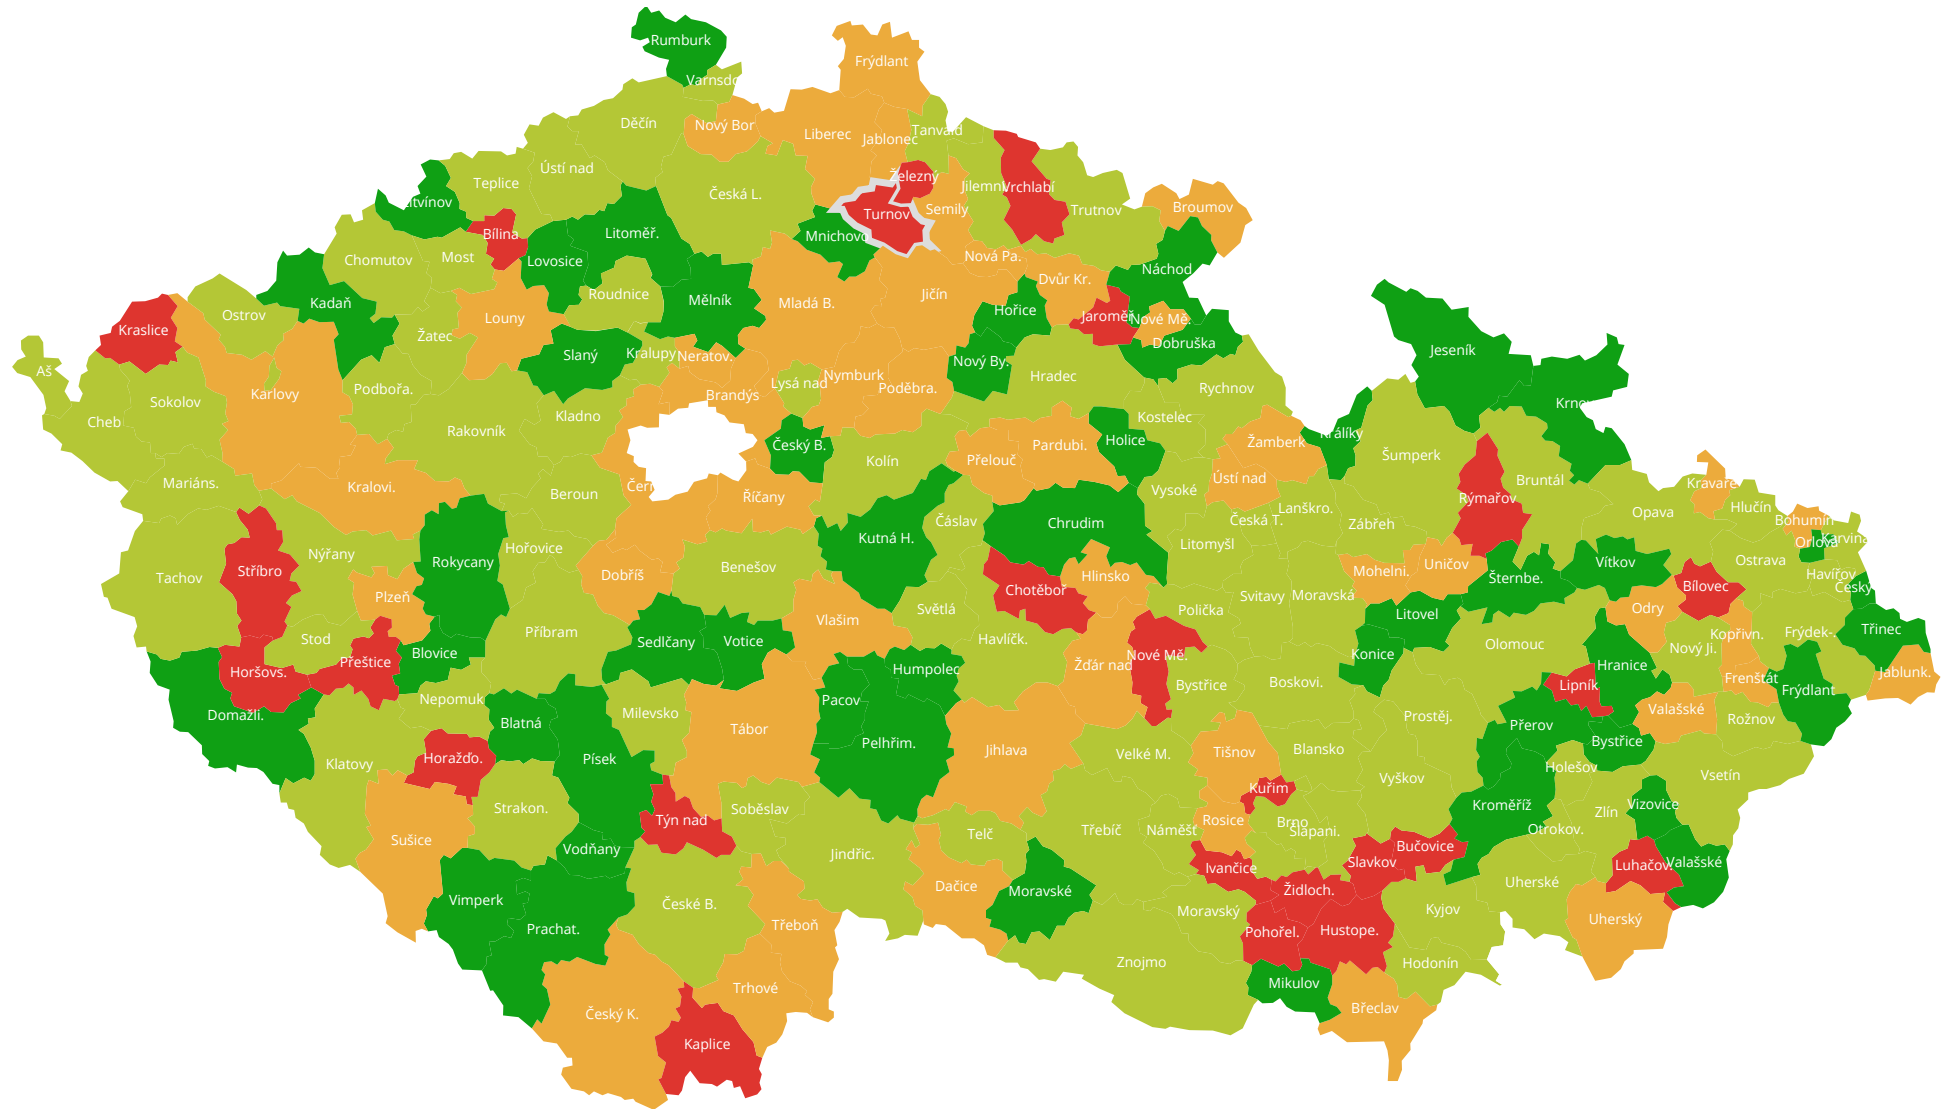 Rumburk
Frýdlant
Varnsdo
Děčín
Nový Bor
Liberec
Jablonec
Tanvald
Ústí nad
Teplice
Česká L.
Železný
Jilemni
Vrchlabí
Litvínov
Turnov
Semily
Trutnov
Broumov
Bílina
Litoměř.
Mnichovo
Chomutov
Most
Lovosice
Nová Pa.
Náchod
Dvůr Kr.
Kadaň
Roudnice
Mělník
Mladá B.
Jičín
Hořice
Ostrov
Louny
Jaroměř
Nové Mě.
Kraslice
Žatec
Slaný
Kralupy
Neratov.
Dobruška
Jeseník
Aš
Nový By.
Nymburk
Hradec
Podbořa.
Lysá nad
Poděbra.
Rychnov
Karlovy
Brandýs
Sokolov
Krnov
Cheb
Kladno
Kostelec
Rakovník
Český B.
Pardubi.
Holice
Žamberk
Králíky
Kolín
Přelouč
Šumperk
Mariáns.
Kralovi.
Beroun
Říčany
Vysoké
Ústí nad
Bruntál
Kravaře
Rýmařov
Lanškro.
Hlučín
Čáslav
Chrudim
Česká T.
Zábřeh
Opava
Bohumín
Kutná H.
Orlová
Karviná
Hořovice
Litomyšl
Nýřany
Rokycany
Ostrava
Stříbro
Dobříš
Benešov
Hlinsko
Mohelni.
Uničov
Vítkov
Tachov
Šternbe.
Havířov
Český
Chotěboř
Bílovec
Plzeň
Svitavy
Moravská
Světlá
Polička
Odry
Litovel
Vlašim
Příbram
Stod
Sedlčany
Votice
Havlíčk.
Olomouc
Kopřivn.
Frýdek-.
Třinec
Blovice
Nové Mě.
Konice
Nový Ji.
Přeštice
Žďár nad
Hranice
Horšovs.
Humpolec
Jablunk.
Frenštát
Bystřice
Boskovi.
Lipník
Frýdlant
Nepomuk
Pacov
Milevsko
Valašské
Domažli.
Prostěj.
Rožnov
Blatná
Přerov
Tábor
Pelhřim.
Bystřice
Jihlava
Tišnov
Blansko
Velké M.
Horažďo.
Písek
Klatovy
Holešov
Vsetín
Vyškov
Kuřim
Strakon.
Soběslav
Kroměříž
Vizovice
Zlín
Týn nad
Rosice
Brno
Telč
Třebíč
Náměšť
Šlapani.
Otrokov.
Sušice
Vodňany
Jindřic.
Bučovice
Slavkov
Valašské
Ivančice
Luhačov.
Dačice
Moravské
Židloch.
Uherské
Vimperk
České B.
Moravský
Kyjov
Uherský
Třeboň
Prachat.
Pohořel.
Hustope.
Znojmo
Hodonín
Trhové
Mikulov
Český K.
Břeclav
Kaplice